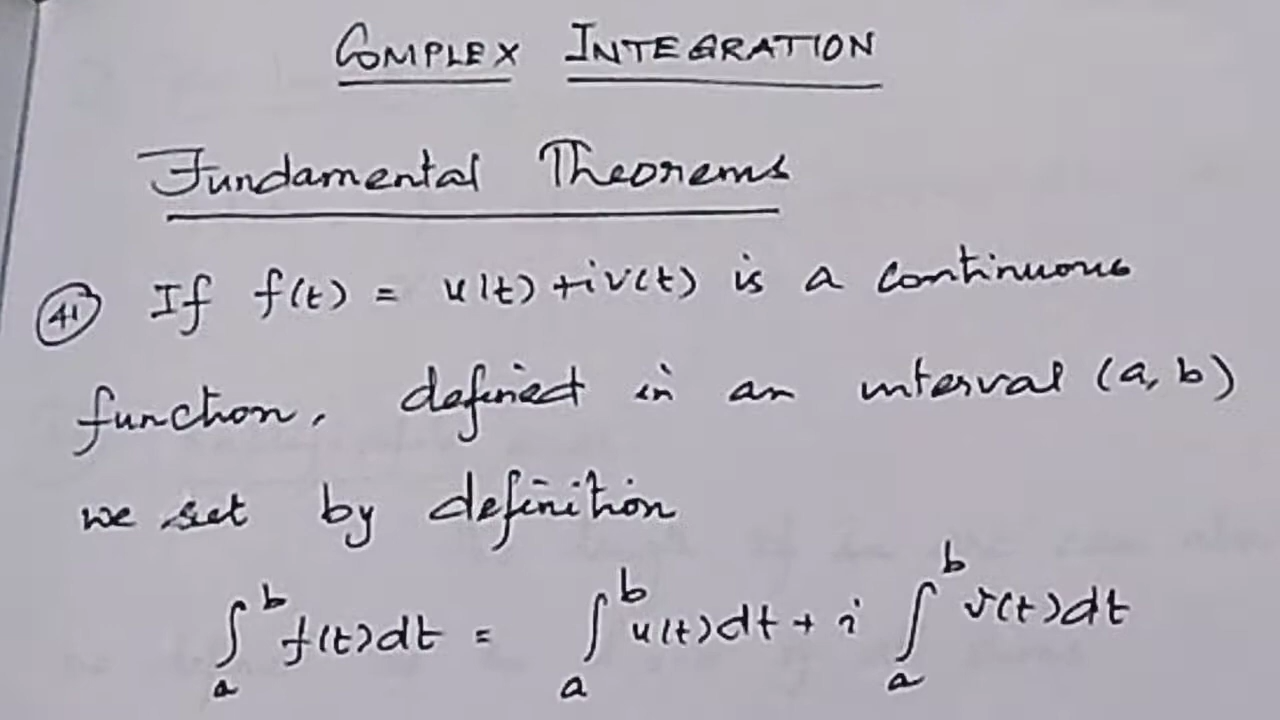 COMPLEX INTEGRATION
Fundamental Theorems
(41) If f(t) = u(t) + iv(t) is a continuous
function, defined in an interval (a, b)
we set by definition
∫ₐᵇ f(t)dt = ∫ₐᵇ u(t)dt + i ∫ₐᵇ v(t)dt